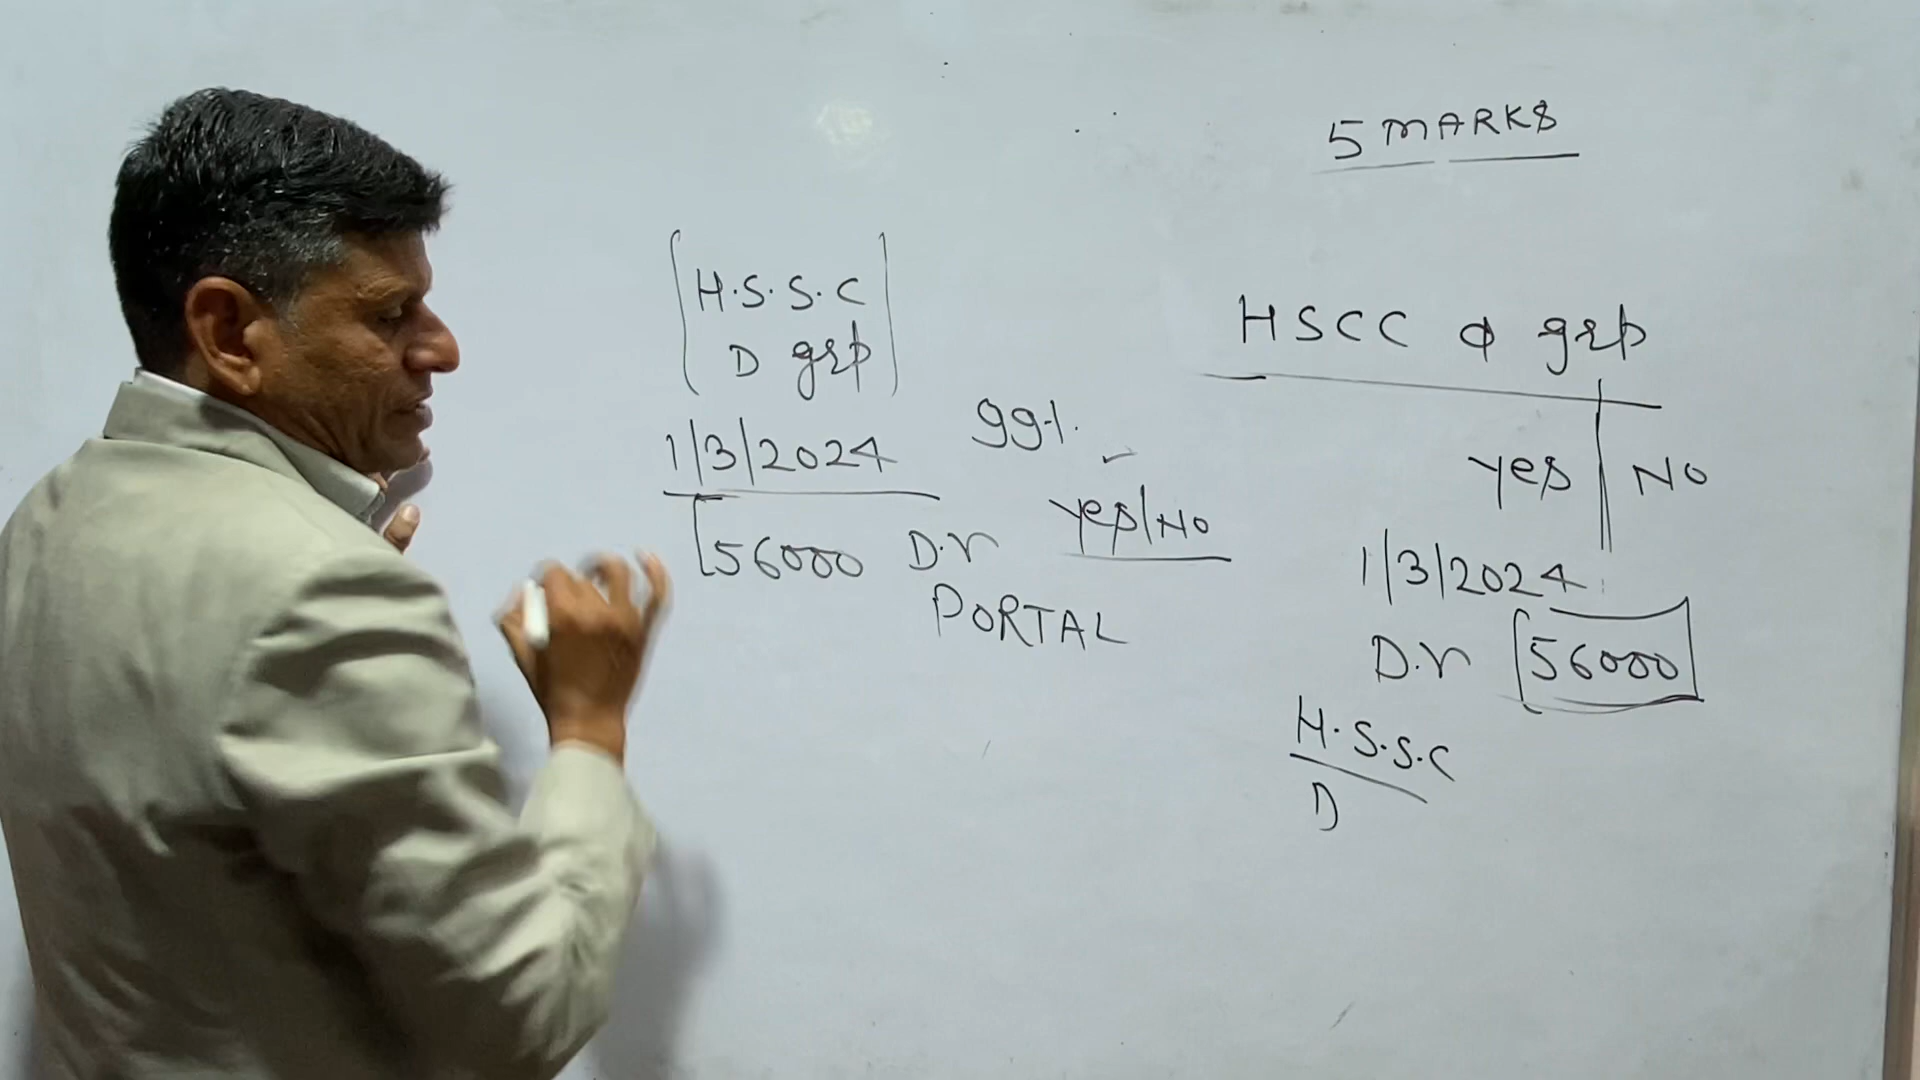 5 MARKS
H.S.S.C
D grp
1/3/2024
99%
yes/No
56000 D.V
PORTAL
HSCC D grp
yes No
1/3/2024
D.V 56000
H.S.S.C
D